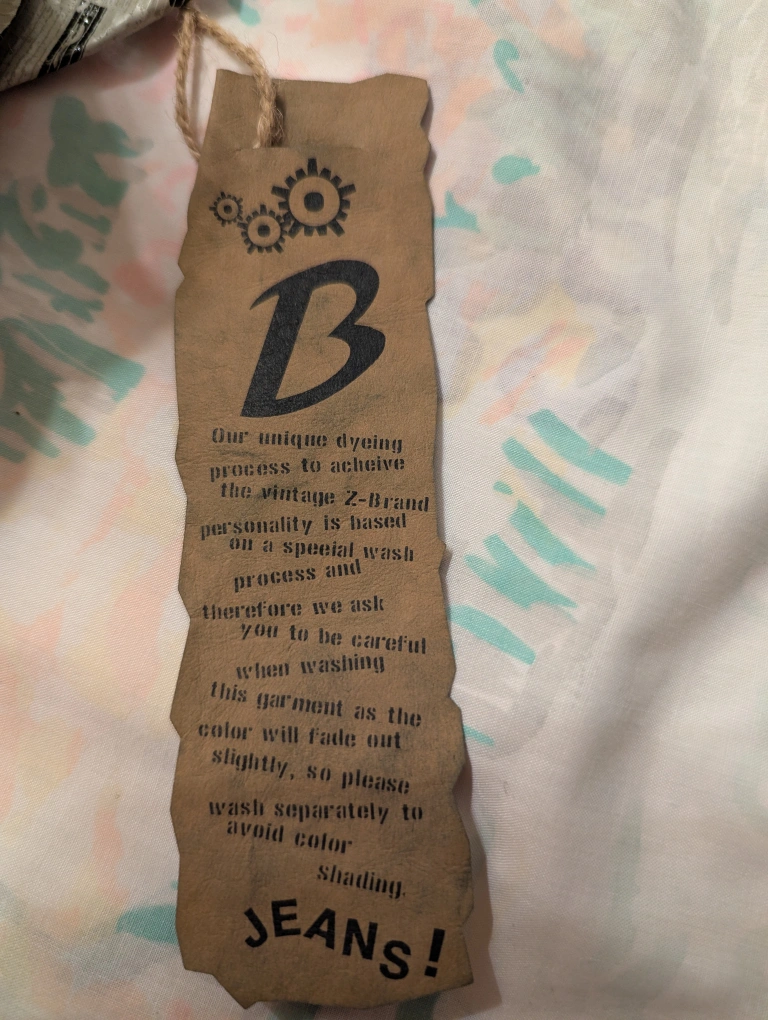 B
Our unique dyeing
process to acheive
the vintage Z-Brand
personality is based
on a special wash
process and
therefore we ask
you to be careful
when washing
this garment as the
color will fade out
slightly, so please
wash separately to
avoid color
shading.
JEANS!